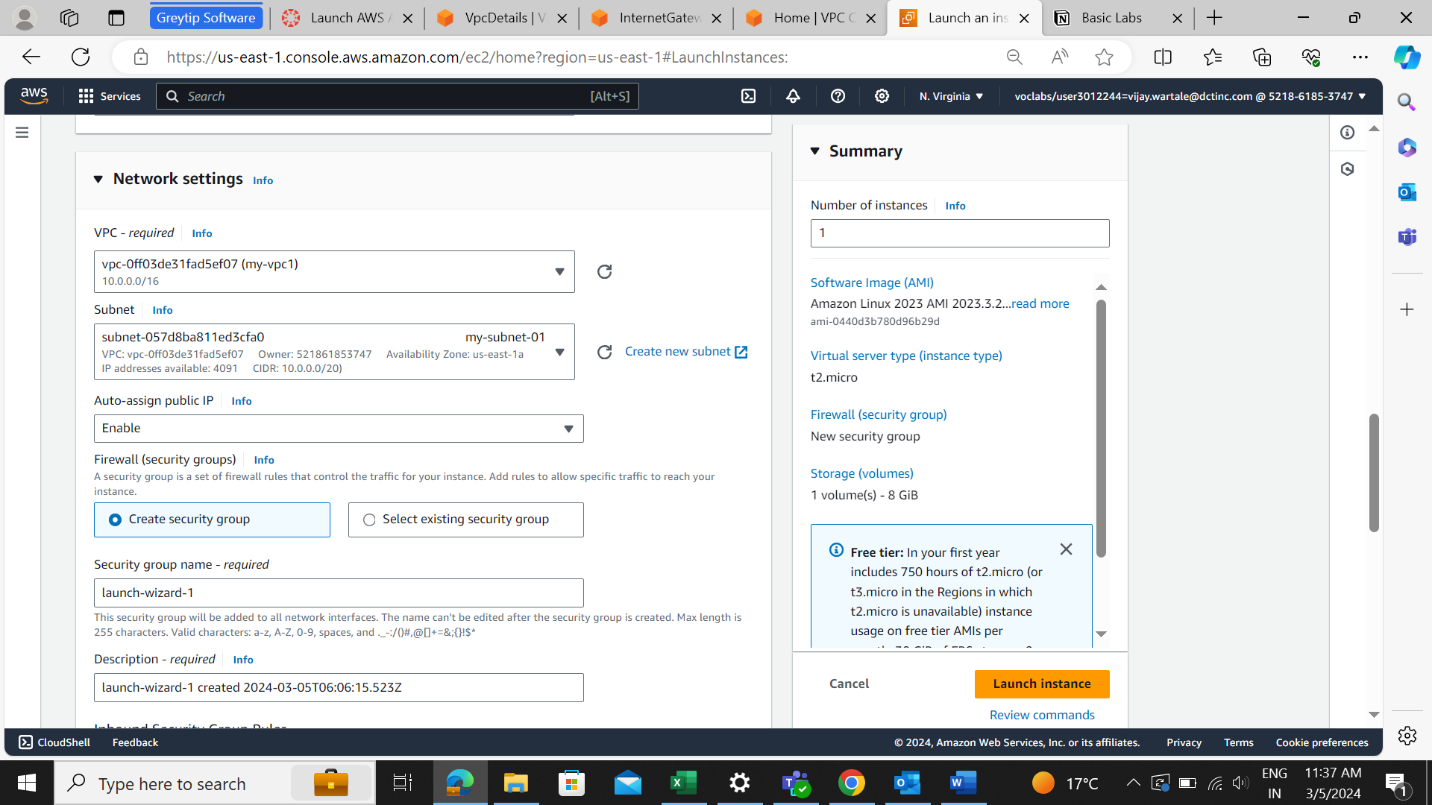 Greytip Software
Launch AWS A
VpcDetails | V
InternetGatew
Home | VPC C
Launch an ins
Basic Labs
https://us-east-1.console.aws.amazon.com/ec2/home?region=us-east-1#LaunchInstances:
aws
Services
Search
[Alt+S]
N. Virginia
voclabs/user3012244=vijay.wartale@dctinc.com @ 5218-6185-3747
Network settings Info
VPC - required Info
vpc-0ff03de31fad5ef07 (my-vpc1)
10.0.0.0/16
Subnet Info
subnet-057d8ba811ed3cfa0 my-subnet-01
VPC: vpc-0ff03de31fad5ef07 Owner: 521861853747 Availability Zone: us-east-1a
IP addresses available: 4091 CIDR: 10.0.0.0/20)
Create new subnet
Auto-assign public IP Info
Enable
Firewall (security groups) Info
A security group is a set of firewall rules that control the traffic for your instance. Add rules to allow specific traffic to reach your
instance.
Create security group
Select existing security group
Security group name - required
launch-wizard-1
This security group will be added to all network interfaces. The name can't be edited after the security group is created. Max length is
255 characters. Valid characters: a-z, A-Z, 0-9, spaces, and ._-:/()#,@[]+=&;{}!$*
Description - required Info
launch-wizard-1 created 2024-03-05T06:06:15.523Z
Inbound Security Group Rules
Summary
Number of instances Info
1
Software Image (AMI)
Amazon Linux 2023 AMI 2023.3.2...read more
ami-0440d3b780d96b29d
Virtual server type (instance type)
t2.micro
Firewall (security group)
New security group
Storage (volumes)
1 volume(s) - 8 GiB
Free tier: In your first year
includes 750 hours of t2.micro (or
t3.micro in the Regions in which
t2.micro is unavailable) instance
usage on free tier AMIs per
Cancel
Launch instance
Review commands
CloudShell
Feedback
© 2024, Amazon Web Services, Inc. or its affiliates.
Privacy
Terms
Cookie preferences
Type here to search
17°C
ENG
IN
11:37 AM
3/5/2024
1